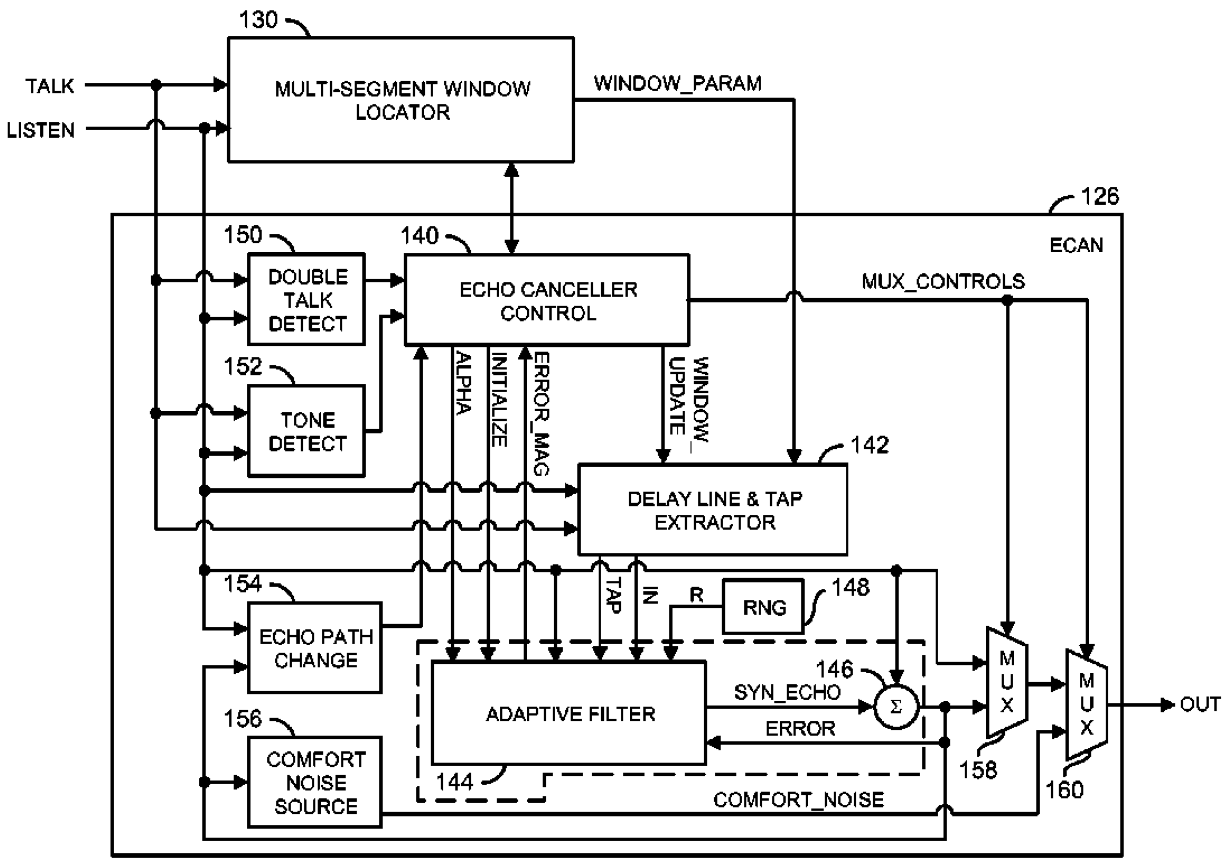 130
TALK
LISTEN
MULTI-SEGMENT WINDOW
LOCATOR
WINDOW_PARAM
126
ECAN
150
DOUBLE
TALK
DETECT
140
ECHO CANCELLER
CONTROL
MUX_CONTROLS
152
TONE
DETECT
ALPHA
INITIALIZE
ERROR_MAG
WINDOW_
UPDATE
142
DELAY LINE & TAP
EXTRACTOR
154
ECHO PATH
CHANGE
TAP
IN
R
RNG
148
ADAPTIVE FILTER
144
SYN_ECHO
146
Σ
ERROR
MUX
158
MUX
160
OUT
156
COMFORT
NOISE
SOURCE
COMFORT_NOISE